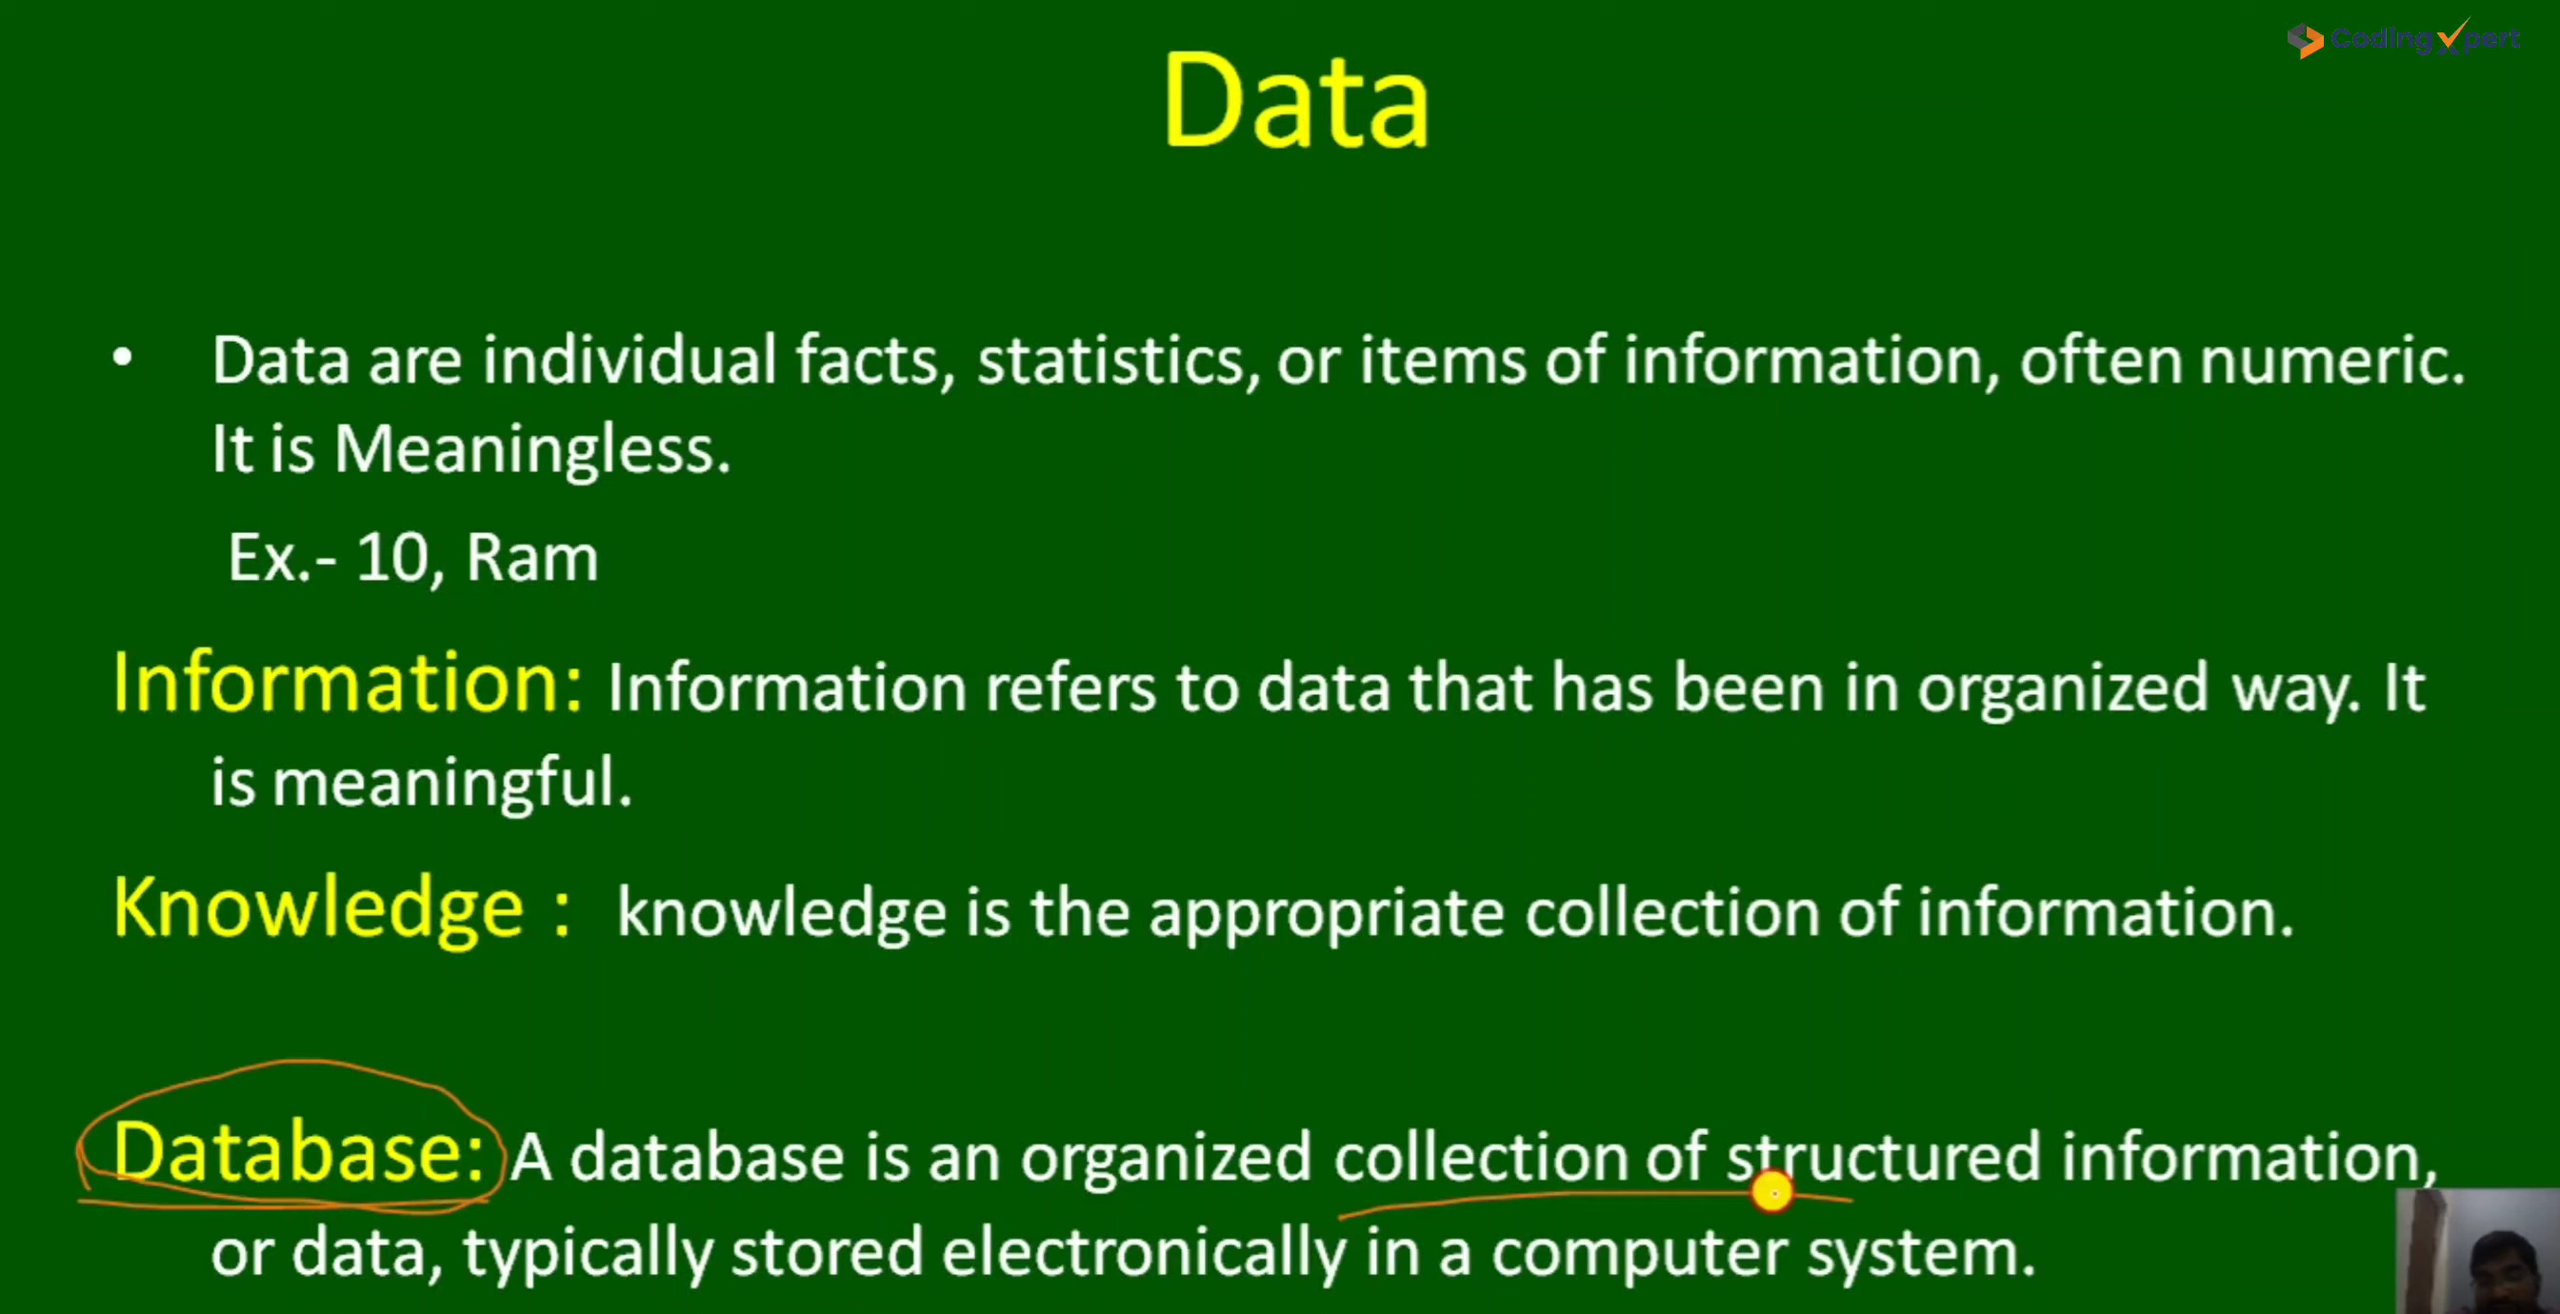 CodingXpert
Data
• Data are individual facts, statistics, or items of information, often numeric.
It is Meaningless.
Ex.- 10, Ram
Information: Information refers to data that has been in organized way. It
is meaningful.
Knowledge : knowledge is the appropriate collection of information.
Database: A database is an organized collection of structured information,
or data, typically stored electronically in a computer system.